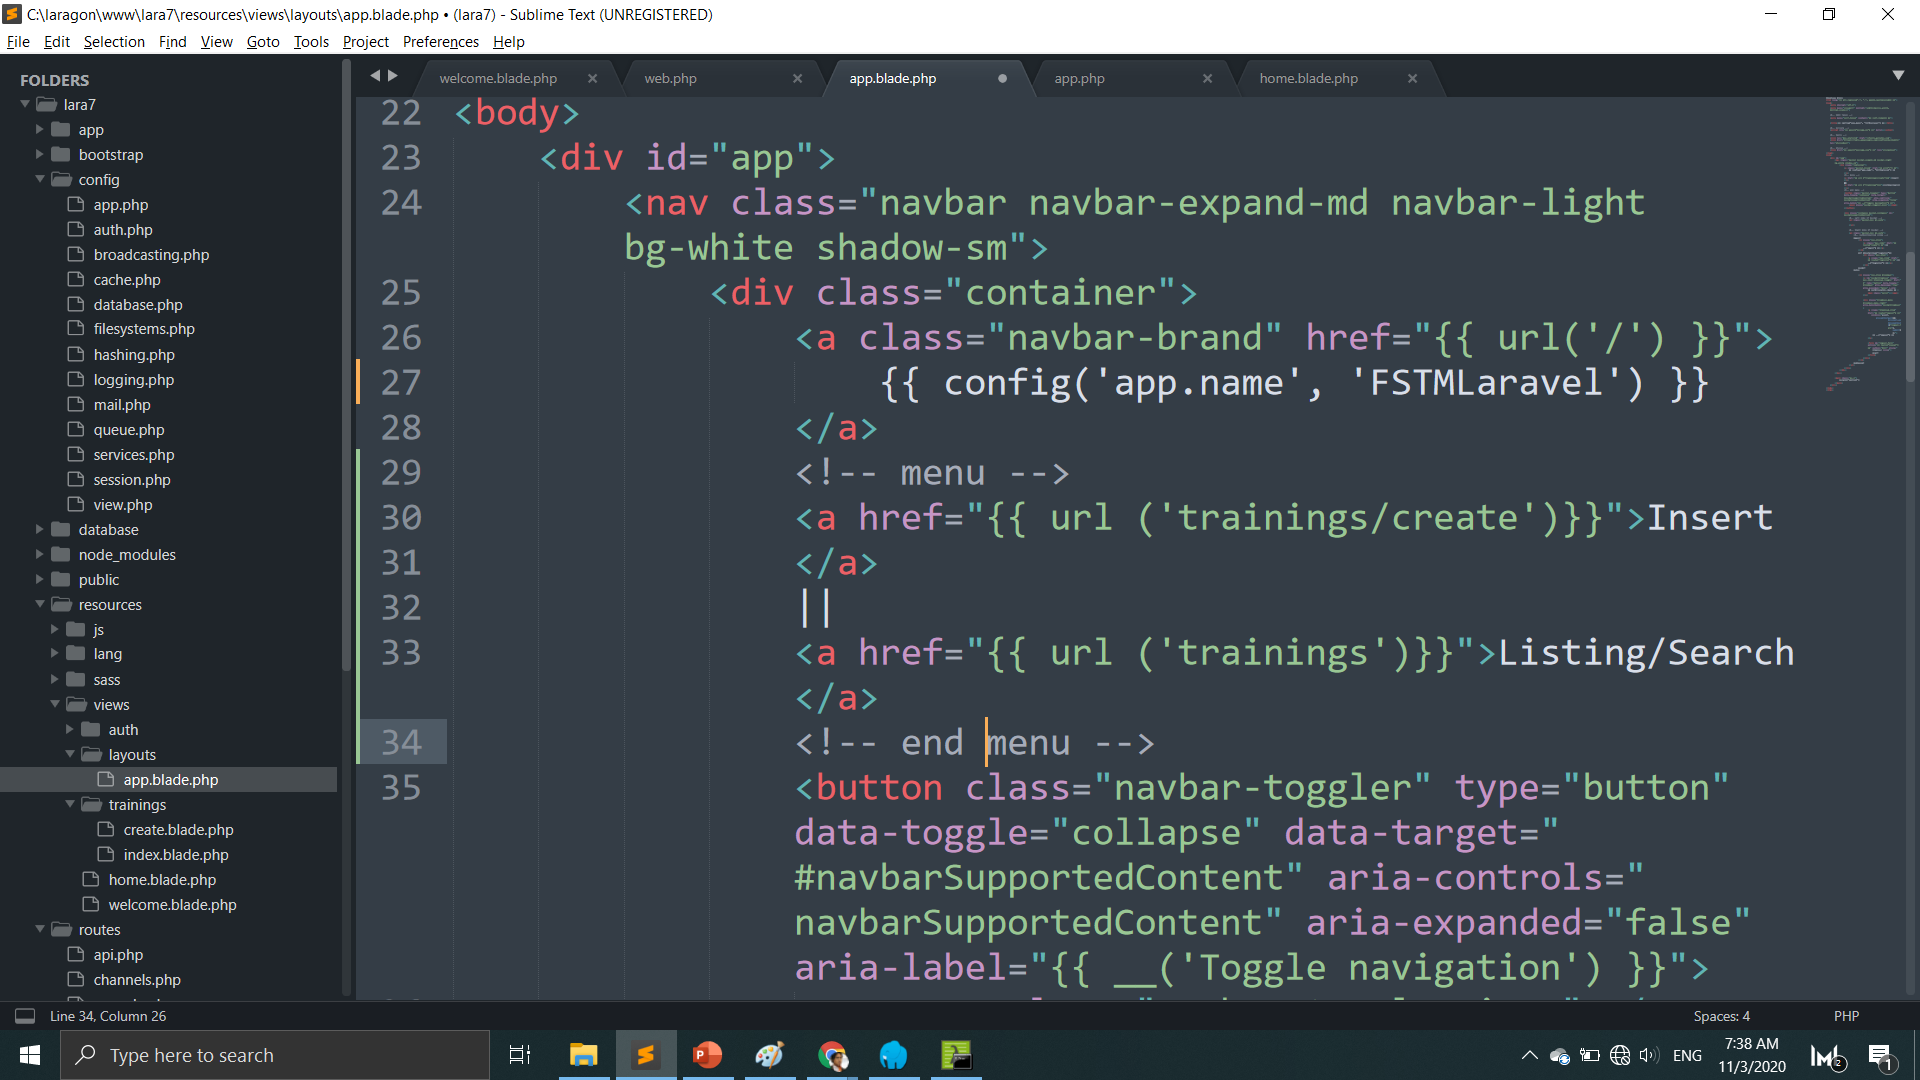 C:\laragon\www\lara7\resources\views\layouts\app.blade.php • (lara7) - Sublime Text (UNREGISTERED)
File Edit Selection Find View Goto Tools Project Preferences Help
FOLDERS
lara7
app
bootstrap
config
app.php
auth.php
broadcasting.php
cache.php
database.php
filesystems.php
hashing.php
logging.php
mail.php
queue.php
services.php
session.php
view.php
database
node_modules
public
resources
js
lang
sass
views
auth
layouts
app.blade.php
trainings
create.blade.php
index.blade.php
home.blade.php
welcome.blade.php
routes
api.php
channels.php
welcome.blade.php web.php app.blade.php app.php home.blade.php
22 <body>
23 <div id="app">
24 <nav class="navbar navbar-expand-md navbar-light
bg-white shadow-sm">
25 <div class="container">
26 <a class="navbar-brand" href="{{ url('/') }}">
27 {{ config('app.name', 'FSTMLaravel') }}
28 </a>
29 <!-- menu -->
30 <a href="{{ url ('trainings/create')}}">Insert
31 </a>
32 ||
33 <a href="{{ url ('trainings')}}">Listing/Search
</a>
34 <!-- end menu -->
35 <button class="navbar-toggler" type="button"
data-toggle="collapse" data-target="
#navbarSupportedContent" aria-controls="
navbarSupportedContent" aria-expanded="false"
aria-label="{{ __('Toggle navigation') }}">
Line 34, Column 26 Spaces: 4 PHP
Type here to search
ENG
7:38 AM
11/3/2020
2
1